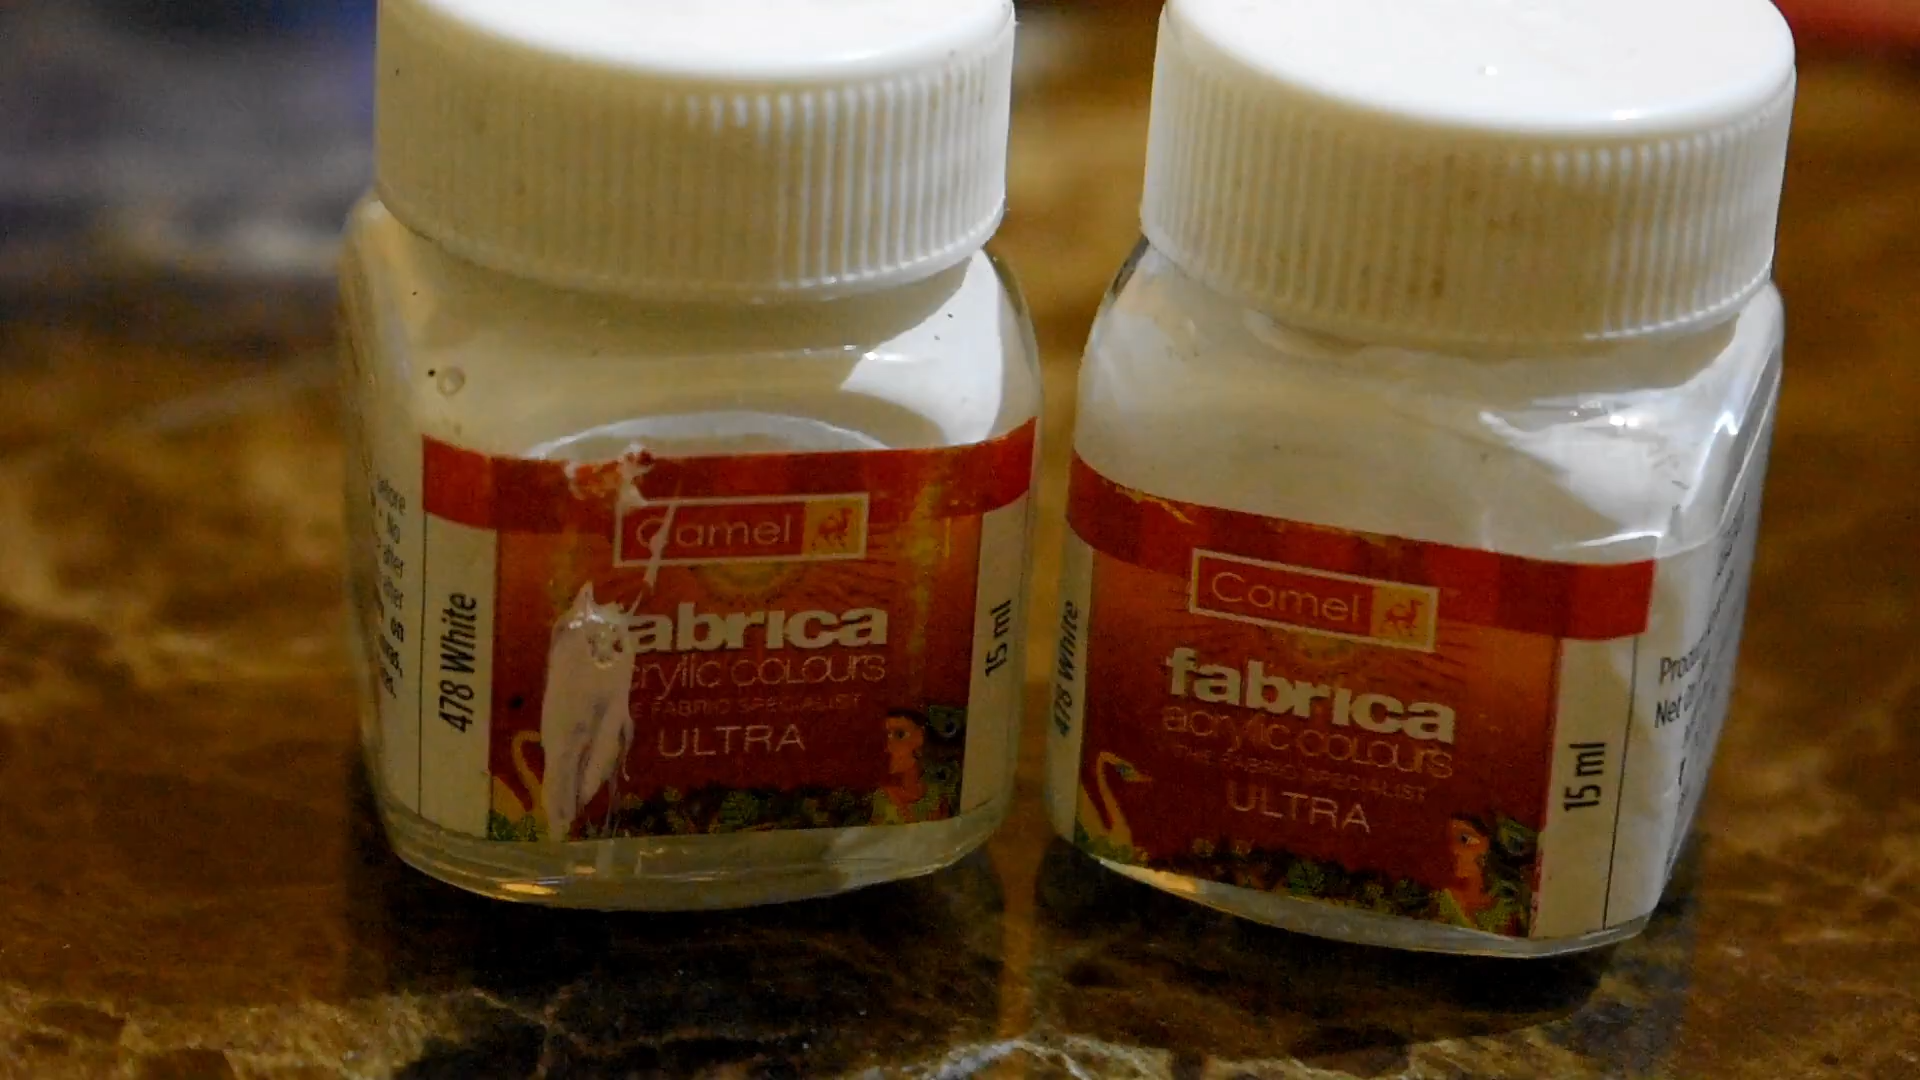 478 White
Camel
fabrica
acrylic colours
FABRIC SPECIALIST
ULTRA
15 ml
478 White
Camel
fabrica
acrylic colours
THE FABRIC SPECIALIST
ULTRA
15 ml
Net